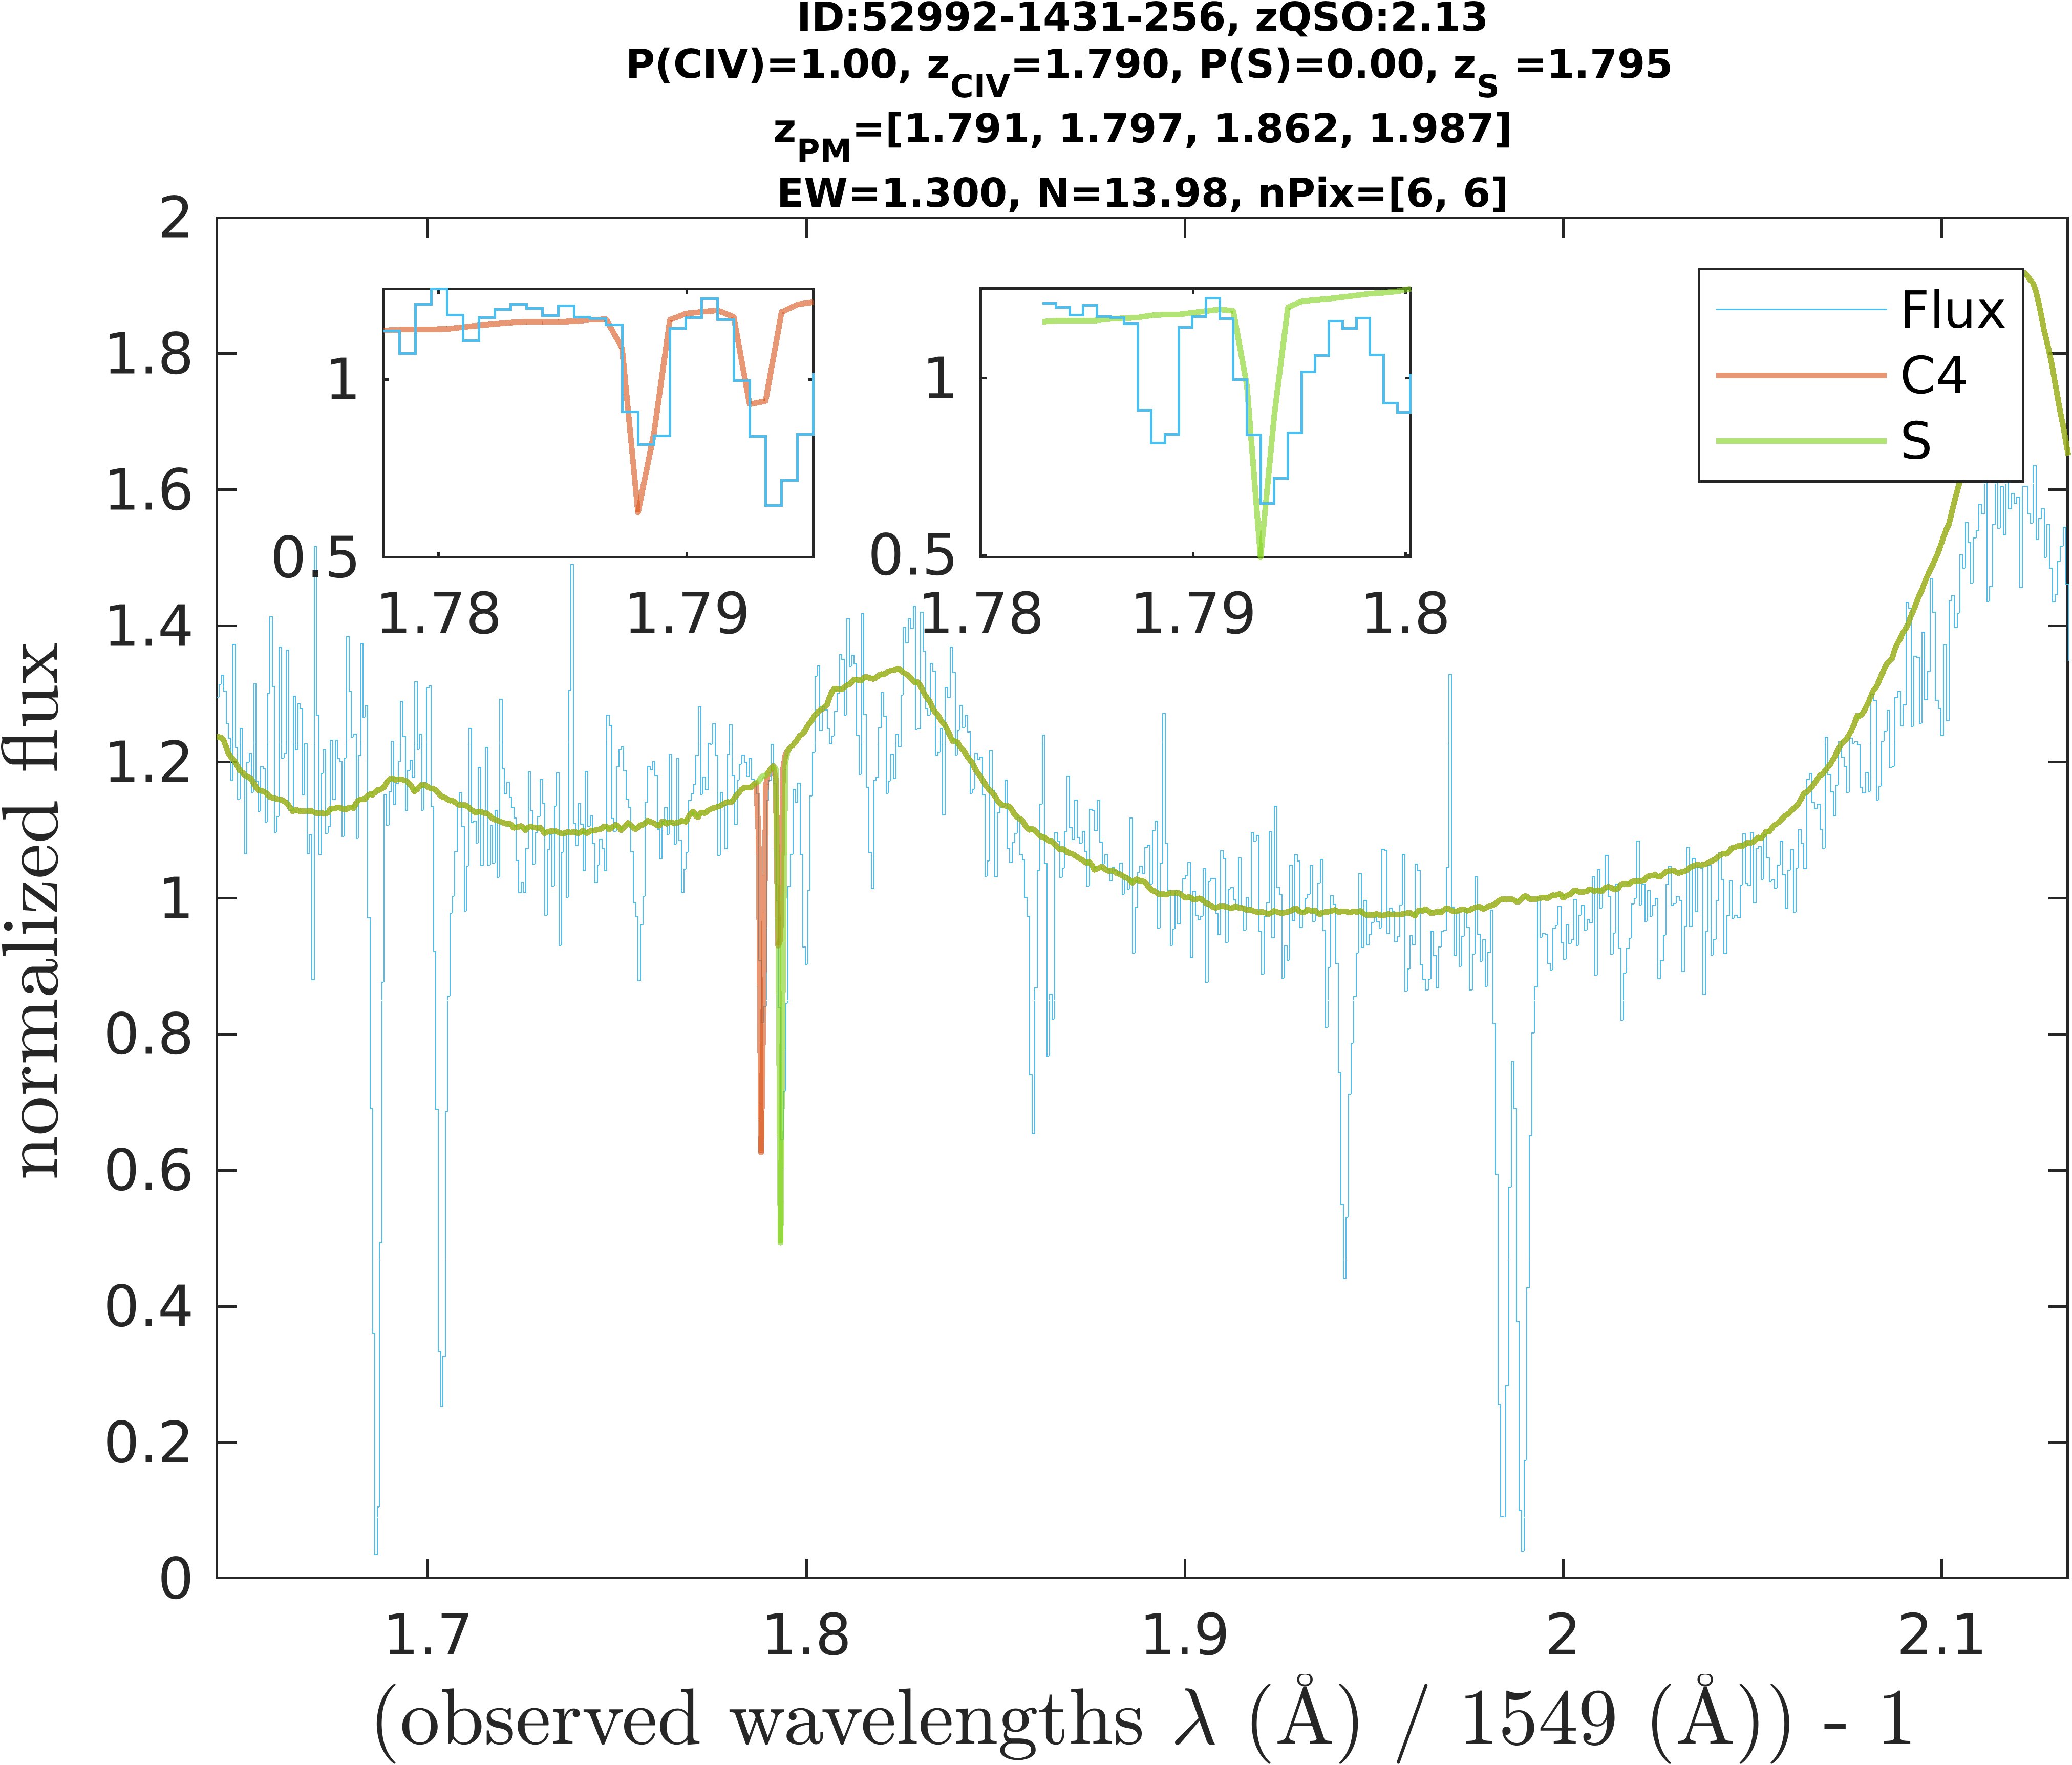 ID:52992-1431-256, zQSO:2.13
P(CIV)=1.00, zCIV=1.790, P(S)=0.00, zS =1.795
zPM=[1.791, 1.797, 1.862, 1.987]
EW=1.300, N=13.98, nPix=[6, 6]
2
1.8
1.6
1.4
1.2
1
0.8
0.6
0.4
0.2
0
normalized flux
1
0.5
1.78
1.79
1
0.5
1.78
1.79
1.8
Flux
C4
S
1.7
1.8
1.9
2
2.1
(observed wavelengths λ (Å) / 1549 (Å)) - 1